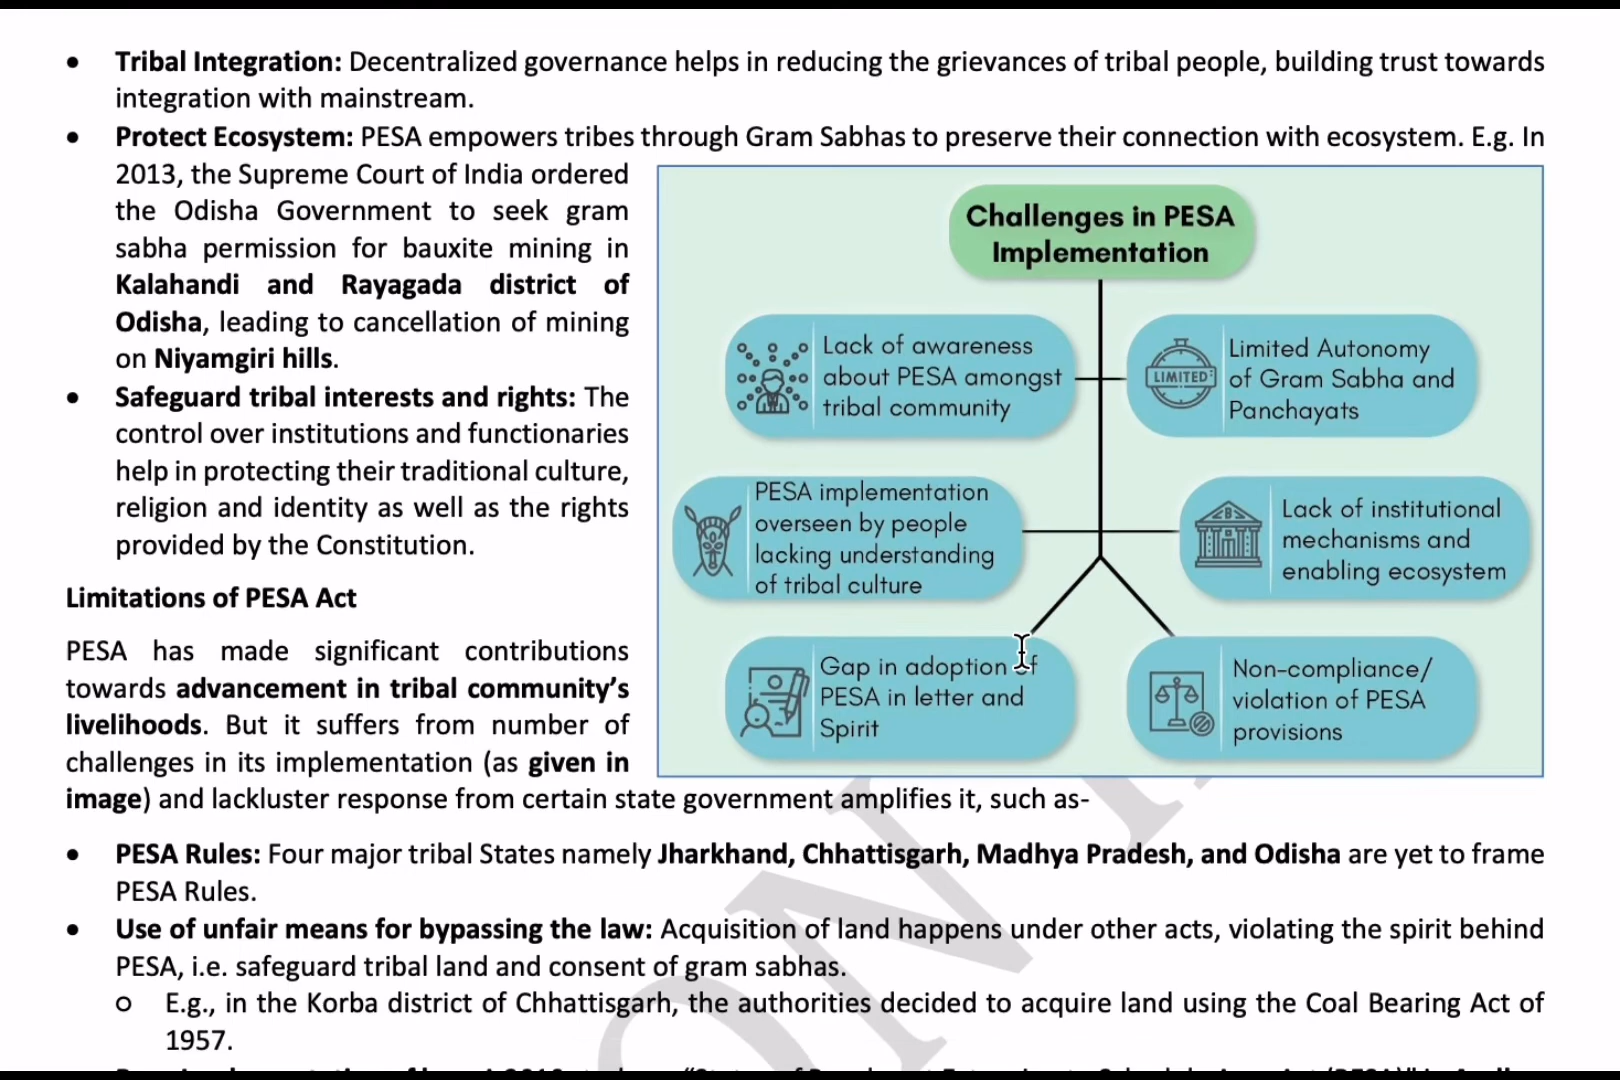 • Tribal Integration: Decentralized governance helps in reducing the grievances of tribal people, building trust towards
integration with mainstream.
• Protect Ecosystem: PESA empowers tribes through Gram Sabhas to preserve their connection with ecosystem. E.g. In
2013, the Supreme Court of India ordered
the Odisha Government to seek gram
sabha permission for bauxite mining in
Kalahandi and Rayagada district of
Odisha, leading to cancellation of mining
on Niyamgiri hills.
• Safeguard tribal interests and rights: The
control over institutions and functionaries
help in protecting their traditional culture,
religion and identity as well as the rights
provided by the Constitution.
Challenges in PESA
Implementation
Lack of awareness
about PESA amongst
tribal community
LIMITED
Limited Autonomy
of Gram Sabha and
Panchayats
PESA implementation
overseen by people
lacking understanding
of tribal culture
Lack of institutional
mechanisms and
enabling ecosystem
Gap in adoption of
PESA in letter and
Spirit
Non-compliance/
violation of PESA
provisions
Limitations of PESA Act
PESA has made significant contributions
towards advancement in tribal community’s
livelihoods. But it suffers from number of
challenges in its implementation (as given in
image) and lackluster response from certain state government amplifies it, such as-
• PESA Rules: Four major tribal States namely Jharkhand, Chhattisgarh, Madhya Pradesh, and Odisha are yet to frame
PESA Rules.
• Use of unfair means for bypassing the law: Acquisition of land happens under other acts, violating the spirit behind
PESA, i.e. safeguard tribal land and consent of gram sabhas.
o E.g., in the Korba district of Chhattisgarh, the authorities decided to acquire land using the Coal Bearing Act of
1957.